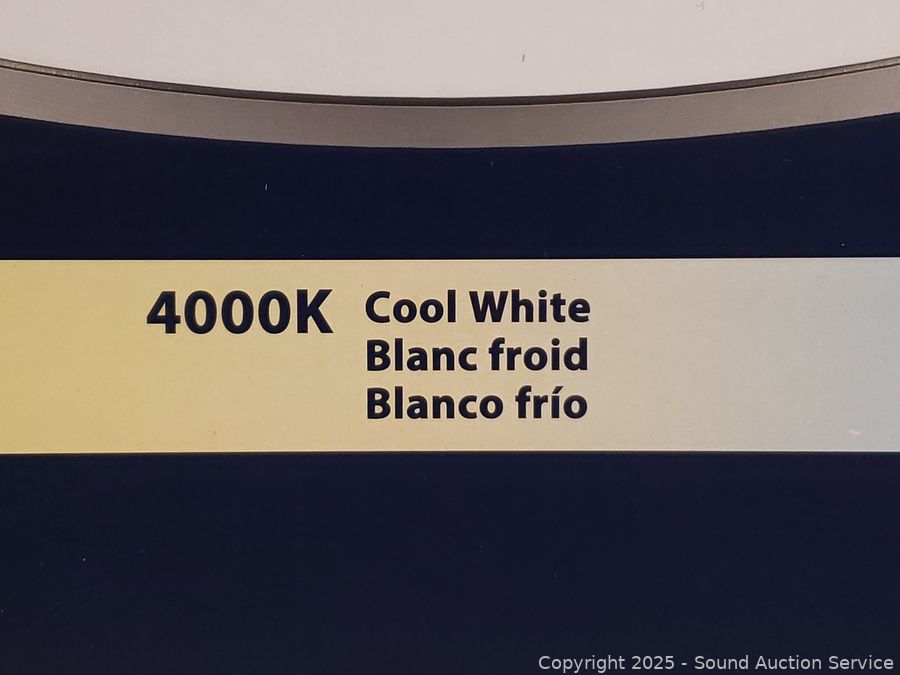 4000K Cool White
Blanc froid
Blanco frío
Copyright 2025 - Sound Auction Service